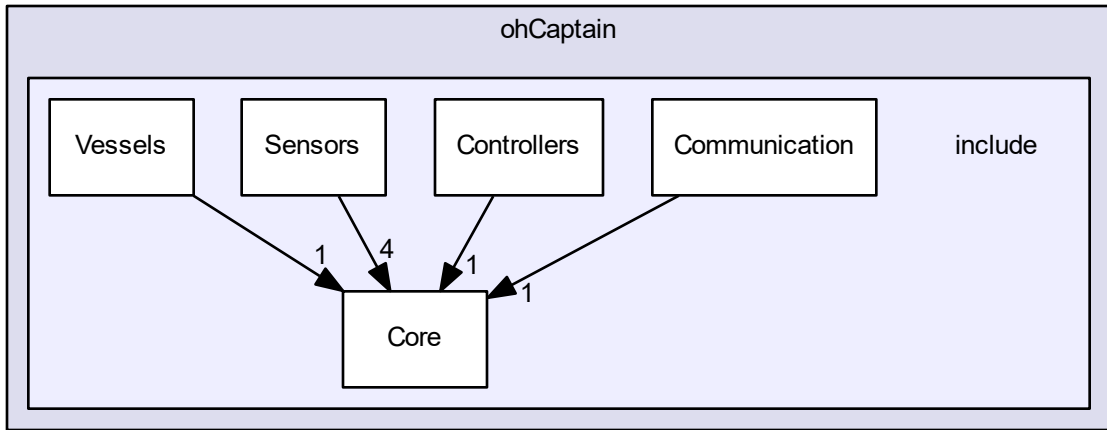 ohCaptain
Vessels
Sensors
Controllers
Communication
include
1
4
1
1
Core